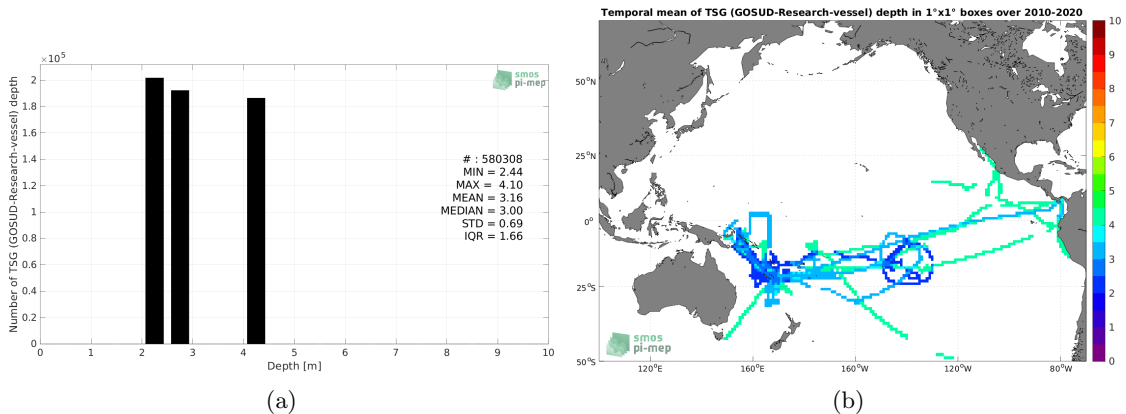 ×10⁵
2
1.8
1.6
1.4
1.2
1
0.8
0.6
0.4
0.2
0
Number of TSG (GOSUD-Research-vessel) depth
smos
pi-mep
# : 580308
MIN = 2.44
MAX = 4.10
MEAN = 3.16
MEDIAN = 3.00
STD = 0.69
IQR = 1.66
0 1 2 3 4 5 6 7 8 9 10
Depth [m]
(a)
Temporal mean of TSG (GOSUD-Research-vessel) depth in 1°x1° boxes over 2010-2020
50°N
25°N
0°
25°S
50°S
120°E 160°E 160°W 120°W 80°W
smos
pi-mep
10
9
8
7
6
5
4
3
2
1
0
(b)